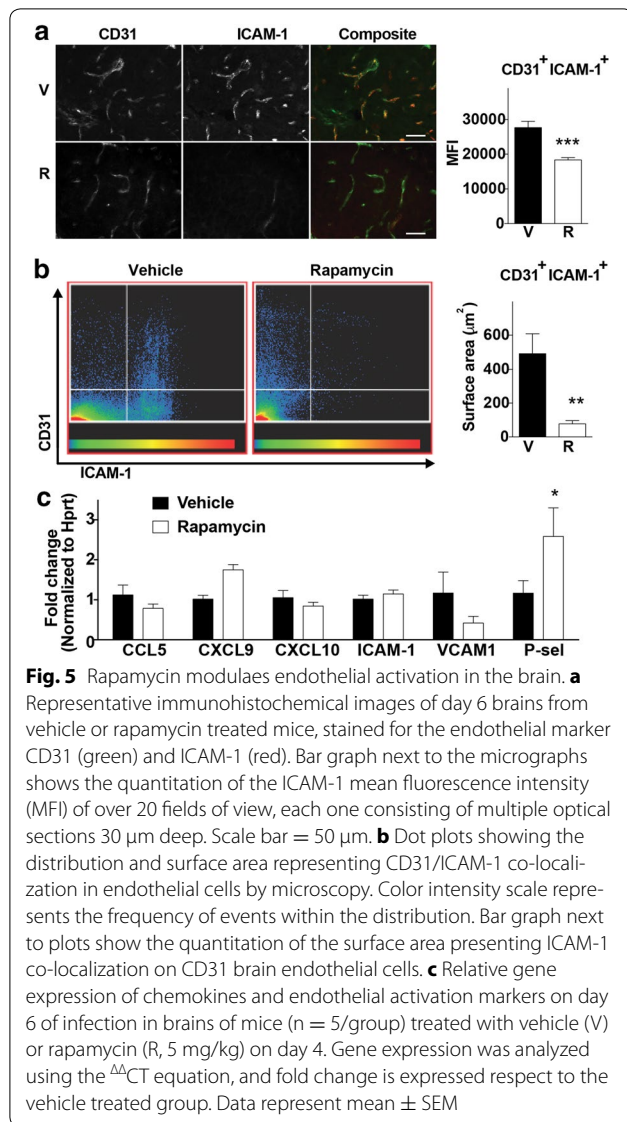 a
CD31 ICAM-1 Composite
V
R
CD31+ICAM-1+
MFI
30000
20000
10000
0
***
V R
b
Vehicle Rapamycin
CD31
ICAM-1
CD31+ICAM-1+
Surface area (μm²)
600
400
200
0
**
V R
c
Vehicle
Rapamycin
Fold change
(Normalized to Hprt)
3
2
1
0
*
CCL5 CXCL9 CXCL10 ICAM-1 VCAM1 P-sel
Fig. 5 Rapamycin modulaes endothelial activation in the brain. a
Representative immunohistochemical images of day 6 brains from
vehicle or rapamycin treated mice, stained for the endothelial marker
CD31 (green) and ICAM-1 (red). Bar graph next to the micrographs
shows the quantitation of the ICAM-1 mean fluorescence intensity
(MFI) of over 20 fields of view, each one consisting of multiple optical
sections 30 μm deep. Scale bar = 50 μm. b Dot plots showing the
distribution and surface area representing CD31/ICAM-1 co-locali-
zation in endothelial cells by microscopy. Color intensity scale repre-
sents the frequency of events within the distribution. Bar graph next
to plots show the quantitation of the surface area presenting ICAM-1
co-localization on CD31 brain endothelial cells. c Relative gene
expression of chemokines and endothelial activation markers on day
6 of infection in brains of mice (n = 5/group) treated with vehicle (V)
or rapamycin (R, 5 mg/kg) on day 4. Gene expression was analyzed
using the ΔΔCT equation, and fold change is expressed respect to the
vehicle treated group. Data represent mean ± SEM